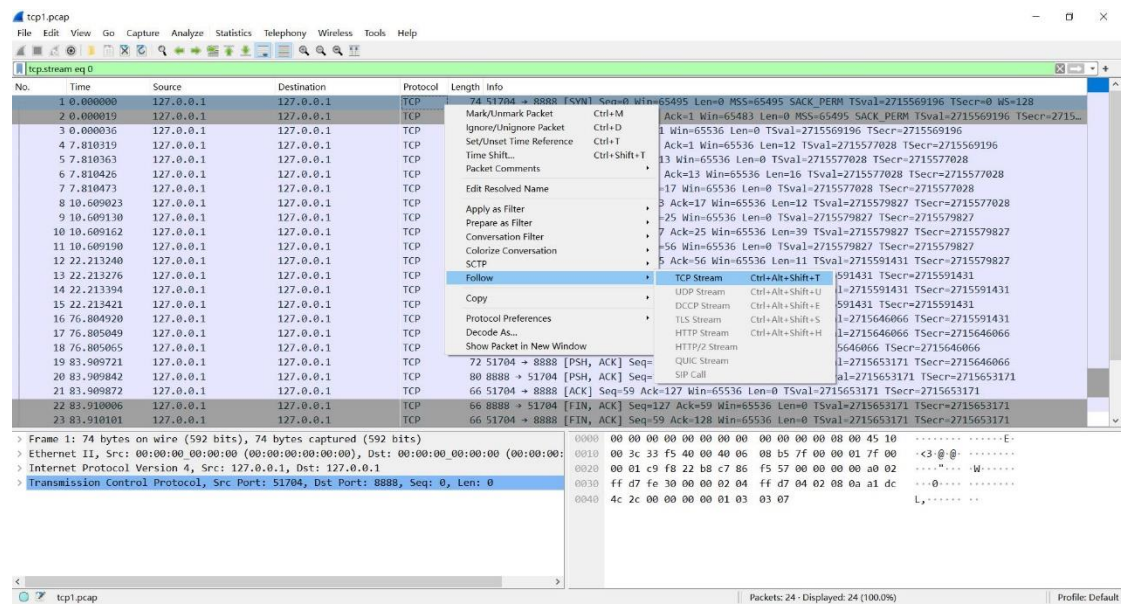 tcp1.pcap
File Edit View Go Capture Analyze Statistics Telephony Wireless Tools Help
tcp.stream eq 0
No. Time Source Destination Protocol Length Info
1 0.000000 127.0.0.1 127.0.0.1 TCP 74 51704 → 8888 [SYN] Seq=0 Win=65495 Len=0 MSS=65495 SACK_PERM TSval=2715569196 TSecr=0 WS=128
2 0.000019 127.0.0.1 127.0.0.1 TCP Ack=1 Win=65483 Len=0 MSS=65495 SACK_PERM TSval=2715569196 TSecr=2715...
3 0.000036 127.0.0.1 127.0.0.1 TCP 1 Win=65536 Len=0 TSval=2715569196 TSecr=2715569196
4 7.810319 127.0.0.1 127.0.0.1 TCP Ack=1 Win=65536 Len=12 TSval=2715577028 TSecr=2715569196
5 7.810363 127.0.0.1 127.0.0.1 TCP 13 Win=65536 Len=0 TSval=2715577028 TSecr=2715577028
6 7.810426 127.0.0.1 127.0.0.1 TCP Ack=13 Win=65536 Len=16 TSval=2715577028 TSecr=2715577028
7 7.810473 127.0.0.1 127.0.0.1 TCP =17 Win=65536 Len=0 TSval=2715577028 TSecr=2715577028
8 10.609023 127.0.0.1 127.0.0.1 TCP 3 Ack=17 Win=65536 Len=12 TSval=2715579827 TSecr=2715577028
9 10.609130 127.0.0.1 127.0.0.1 TCP =25 Win=65536 Len=0 TSval=2715579827 TSecr=2715579827
10 10.609162 127.0.0.1 127.0.0.1 TCP 7 Ack=25 Win=65536 Len=39 TSval=2715579827 TSecr=2715579827
11 10.609190 127.0.0.1 127.0.0.1 TCP =56 Win=65536 Len=0 TSval=2715579827 TSecr=2715579827
12 22.213240 127.0.0.1 127.0.0.1 TCP 5 Ack=56 Win=65536 Len=11 TSval=2715591431 TSecr=2715579827
13 22.213276 127.0.0.1 127.0.0.1 TCP 591431 TSecr=2715591431
14 22.213394 127.0.0.1 127.0.0.1 TCP l=2715591431 TSecr=2715591431
15 22.213421 127.0.0.1 127.0.0.1 TCP 591431 TSecr=2715591431
16 76.804920 127.0.0.1 127.0.0.1 TCP l=2715646066 TSecr=2715591431
17 76.805049 127.0.0.1 127.0.0.1 TCP l=2715646066 TSecr=2715646066
18 76.805065 127.0.0.1 127.0.0.1 TCP 5646066 TSecr=2715646066
19 83.909721 127.0.0.1 127.0.0.1 TCP 72 51704 → 8888 [PSH, ACK] Seq= l=2715653171 TSecr=2715646066
20 83.909842 127.0.0.1 127.0.0.1 TCP 80 8888 → 51704 [PSH, ACK] Seq= al=2715653171 TSecr=2715653171
21 83.909872 127.0.0.1 127.0.0.1 TCP 66 51704 → 8888 [ACK] Seq=59 Ack=127 Win=65536 Len=0 TSval=2715653171 TSecr=2715653171
22 83.910006 127.0.0.1 127.0.0.1 TCP 66 8888 → 51704 [FIN, ACK] Seq=127 Ack=59 Win=65536 Len=0 TSval=2715653171 TSecr=2715653171
23 83.910101 127.0.0.1 127.0.0.1 TCP 66 51704 → 8888 [FIN, ACK] Seq=59 Ack=128 Win=65536 Len=0 TSval=2715653171 TSecr=2715653171
Mark/Unmark Packet Ctrl+M
Ignore/Unignore Packet Ctrl+D
Set/Unset Time Reference Ctrl+T
Time Shift... Ctrl+Shift+T
Packet Comments
Edit Resolved Name
Apply as Filter
Prepare as Filter
Conversation Filter
Colorize Conversation
SCTP
Follow
Copy
Protocol Preferences
Decode As...
Show Packet in New Window
TCP Stream Ctrl+Alt+Shift+T
UDP Stream Ctrl+Alt+Shift+U
DCCP Stream Ctrl+Alt+Shift+E
TLS Stream Ctrl+Alt+Shift+S
HTTP Stream Ctrl+Alt+Shift+H
HTTP/2 Stream
QUIC Stream
SIP Call
> Frame 1: 74 bytes on wire (592 bits), 74 bytes captured (592 bits)
> Ethernet II, Src: 00:00:00_00:00:00 (00:00:00:00:00:00), Dst: 00:00:00_00:00:00 (00:00:00:
> Internet Protocol Version 4, Src: 127.0.0.1, Dst: 127.0.0.1
> Transmission Control Protocol, Src Port: 51704, Dst Port: 8888, Seq: 0, Len: 0
0000 00 00 00 00 00 00 00 00 00 00 00 00 08 00 45 10 ········ ······E·
0010 00 3c 33 f5 40 00 40 06 08 b5 7f 00 00 01 7f 00 ·<3·@·@· ········
0020 00 01 c9 f8 22 b8 c7 86 f5 57 00 00 00 00 a0 02 ····"··· ·W······
0030 ff d7 fe 30 00 00 02 04 ff d7 04 02 08 0a a1 dc ···0···· ········
0040 4c 2c 00 00 00 00 01 03 03 07 L,······ ··
tcp1.pcap Packets: 24 · Displayed: 24 (100.0%) Profile: Default